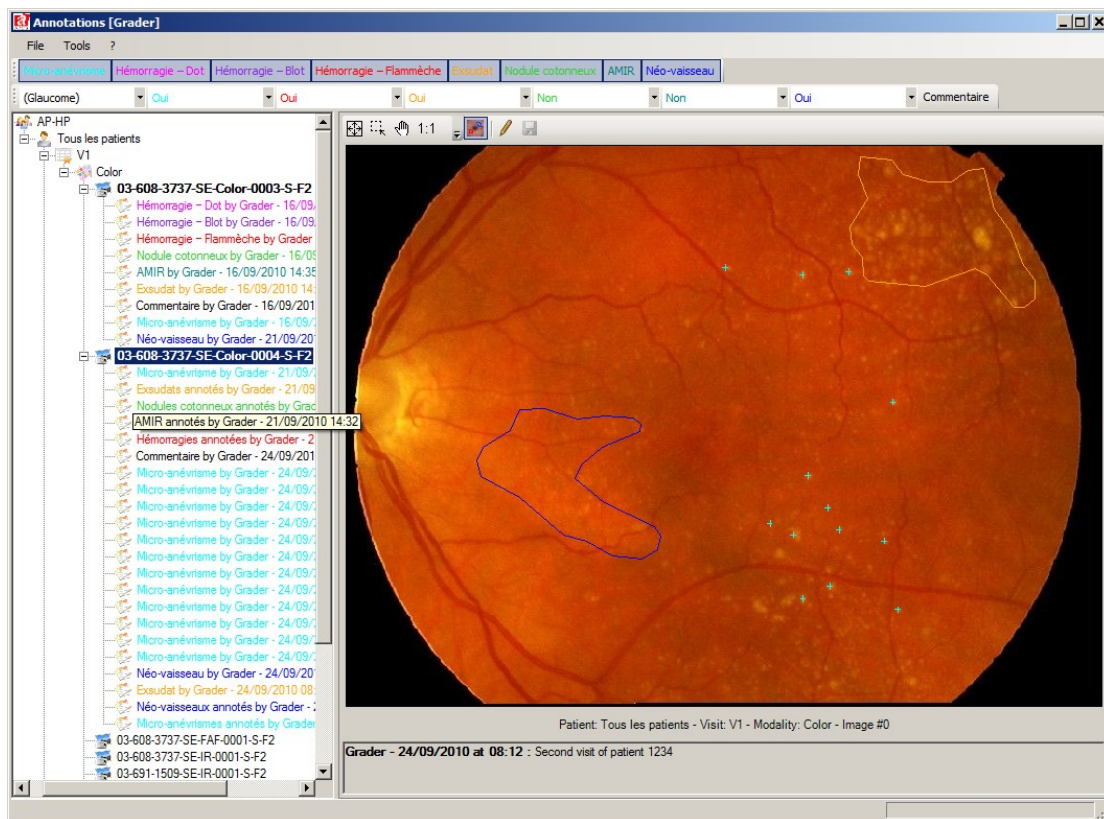 Annotations [Grader]
File Tools ?
Micro-anévrisme Hémorragie – Dot Hémorragie – Blot Hémorragie – Flammèche Exsudat Nodule cotonneux AMIR Néo-vaisseau
(Glaucome) Oui Oui Oui Non Non Oui Commentaire
AP-HP
Tous les patients
V1
Color
03-608-3737-SE-Color-0003-S-F2
Hémorragie – Dot by Grader - 16/09/
Hémorragie – Blot by Grader - 16/09
Hémorragie – Flammèche by Grader
Nodule cotonneux by Grader - 16/09
AMIR by Grader - 16/09/2010 14:35
Exsudat by Grader - 16/09/2010 14:
Commentaire by Grader - 16/09/201
Micro-anévrisme by Grader - 16/09/
Néo-vaisseau by Grader - 21/09/20
03-608-3737-SE-Color-0004-S-F2
Micro-anévrisme by Grader - 21/09/
Exsudats annotés by Grader - 21/09
Nodules cotonneux annotés by Grad
AMIR annotés by Grader - 21/09/2010 14:32
Hémorragies annotées by Grader - 2
Commentaire by Grader - 24/09/201
Micro-anévrisme by Grader - 24/09/
Micro-anévrisme by Grader - 24/09/
Micro-anévrisme by Grader - 24/09/
Micro-anévrisme by Grader - 24/09/
Micro-anévrisme by Grader - 24/09/
Micro-anévrisme by Grader - 24/09/
Micro-anévrisme by Grader - 24/09/
Micro-anévrisme by Grader - 24/09/
Micro-anévrisme by Grader - 24/09/
Micro-anévrisme by Grader - 24/09/
Micro-anévrisme by Grader - 24/09/
Micro-anévrisme by Grader - 24/09/
Néo-vaisseau by Grader - 24/09/20
Exsudat by Grader - 24/09/2010 08:
Néo-vaisseaux annotés by Grader - 
Micro-anévrismes annotés by Grader
03-608-3737-SE-FAF-0001-S-F2
03-608-3737-SE-IR-0001-S-F2
03-691-1509-SE-IR-0001-S-F2
1:1
Patient: Tous les patients - Visit: V1 - Modality: Color - Image #0
Grader - 24/09/2010 at 08:12 : Second visit of patient 1234